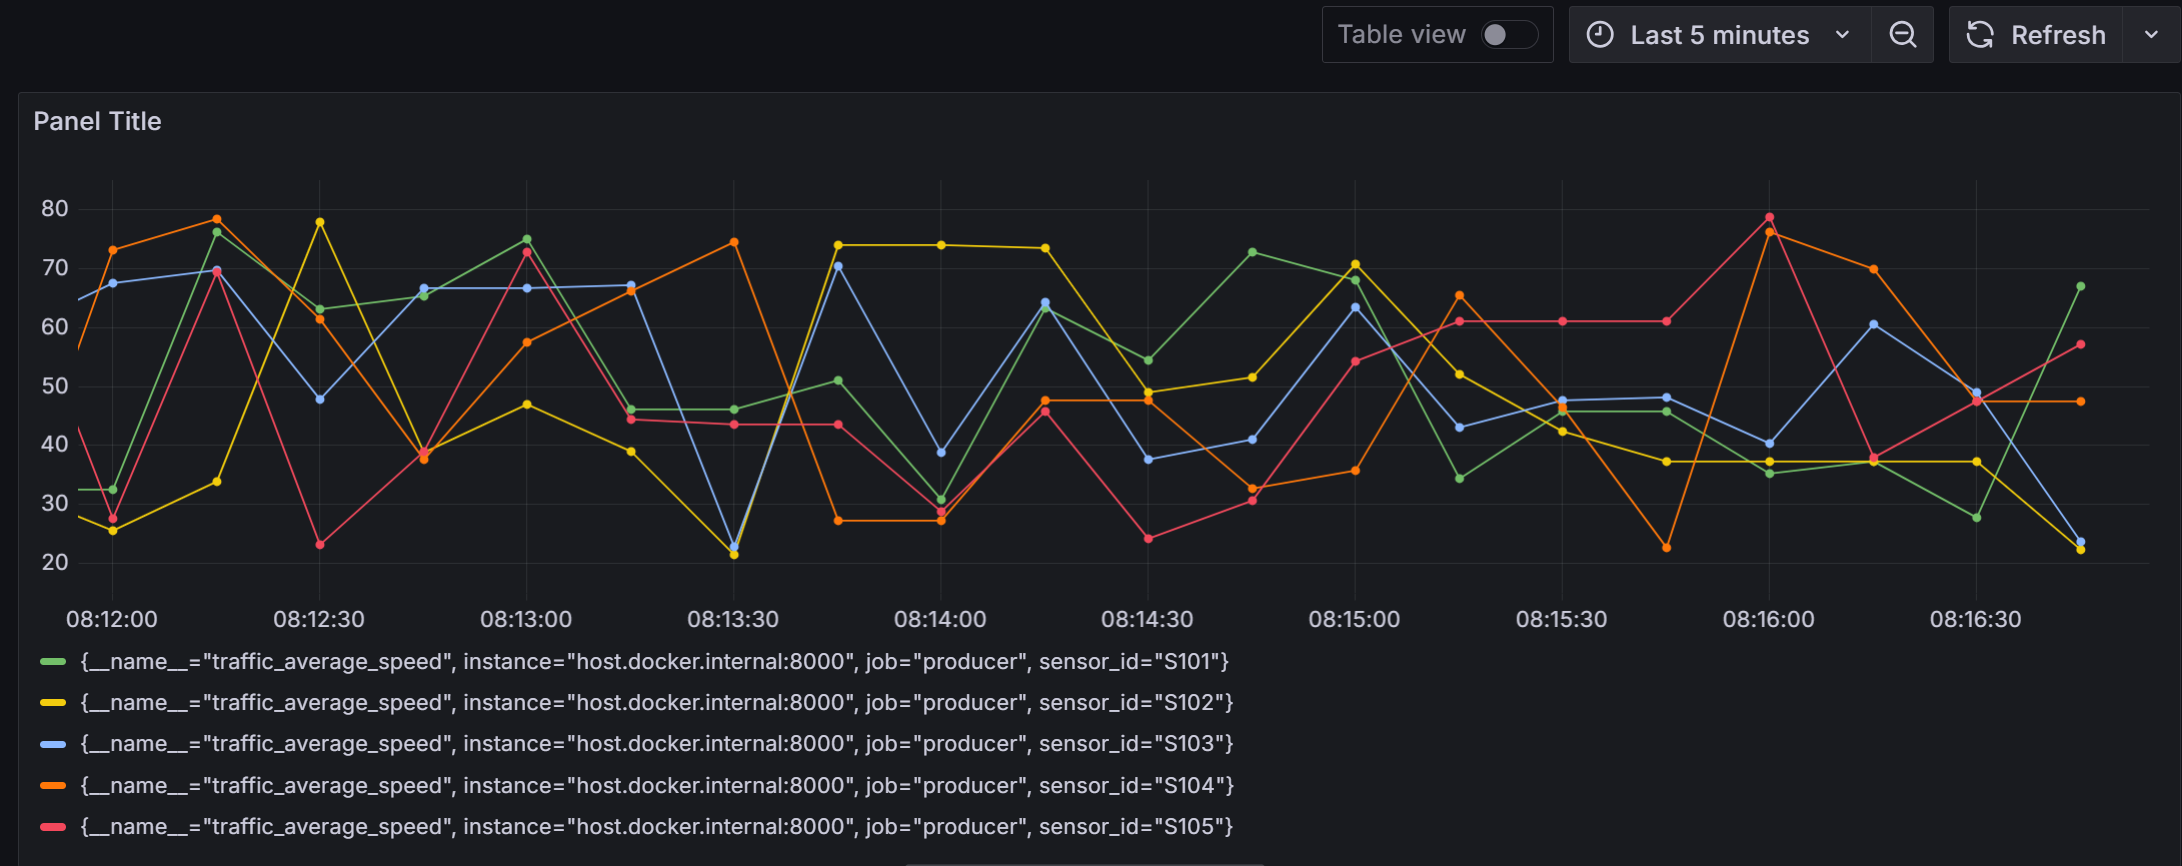 Table view Last 5 minutes Refresh
Panel Title
80
70
60
50
40
30
20
08:12:00 08:12:30 08:13:00 08:13:30 08:14:00 08:14:30 08:15:00 08:15:30 08:16:00 08:16:30
{__name__="traffic_average_speed", instance="host.docker.internal:8000", job="producer", sensor_id="S101"}
{__name__="traffic_average_speed", instance="host.docker.internal:8000", job="producer", sensor_id="S102"}
{__name__="traffic_average_speed", instance="host.docker.internal:8000", job="producer", sensor_id="S103"}
{__name__="traffic_average_speed", instance="host.docker.internal:8000", job="producer", sensor_id="S104"}
{__name__="traffic_average_speed", instance="host.docker.internal:8000", job="producer", sensor_id="S105"}